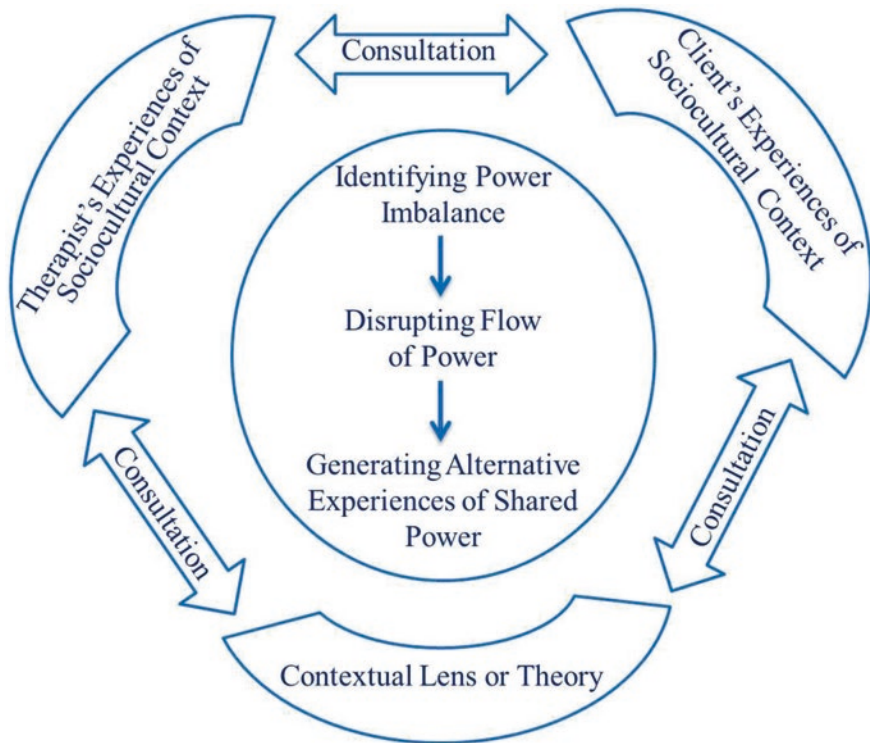 Consultation
Therapist's Experiences of
Sociocultural Context
Client's Experiences of
Sociocultural Context
Identifying Power
Imbalance
Disrupting Flow
of Power
Generating Alternative
Experiences of Shared
Power
Consultation
Consultation
Contextual Lens or Theory